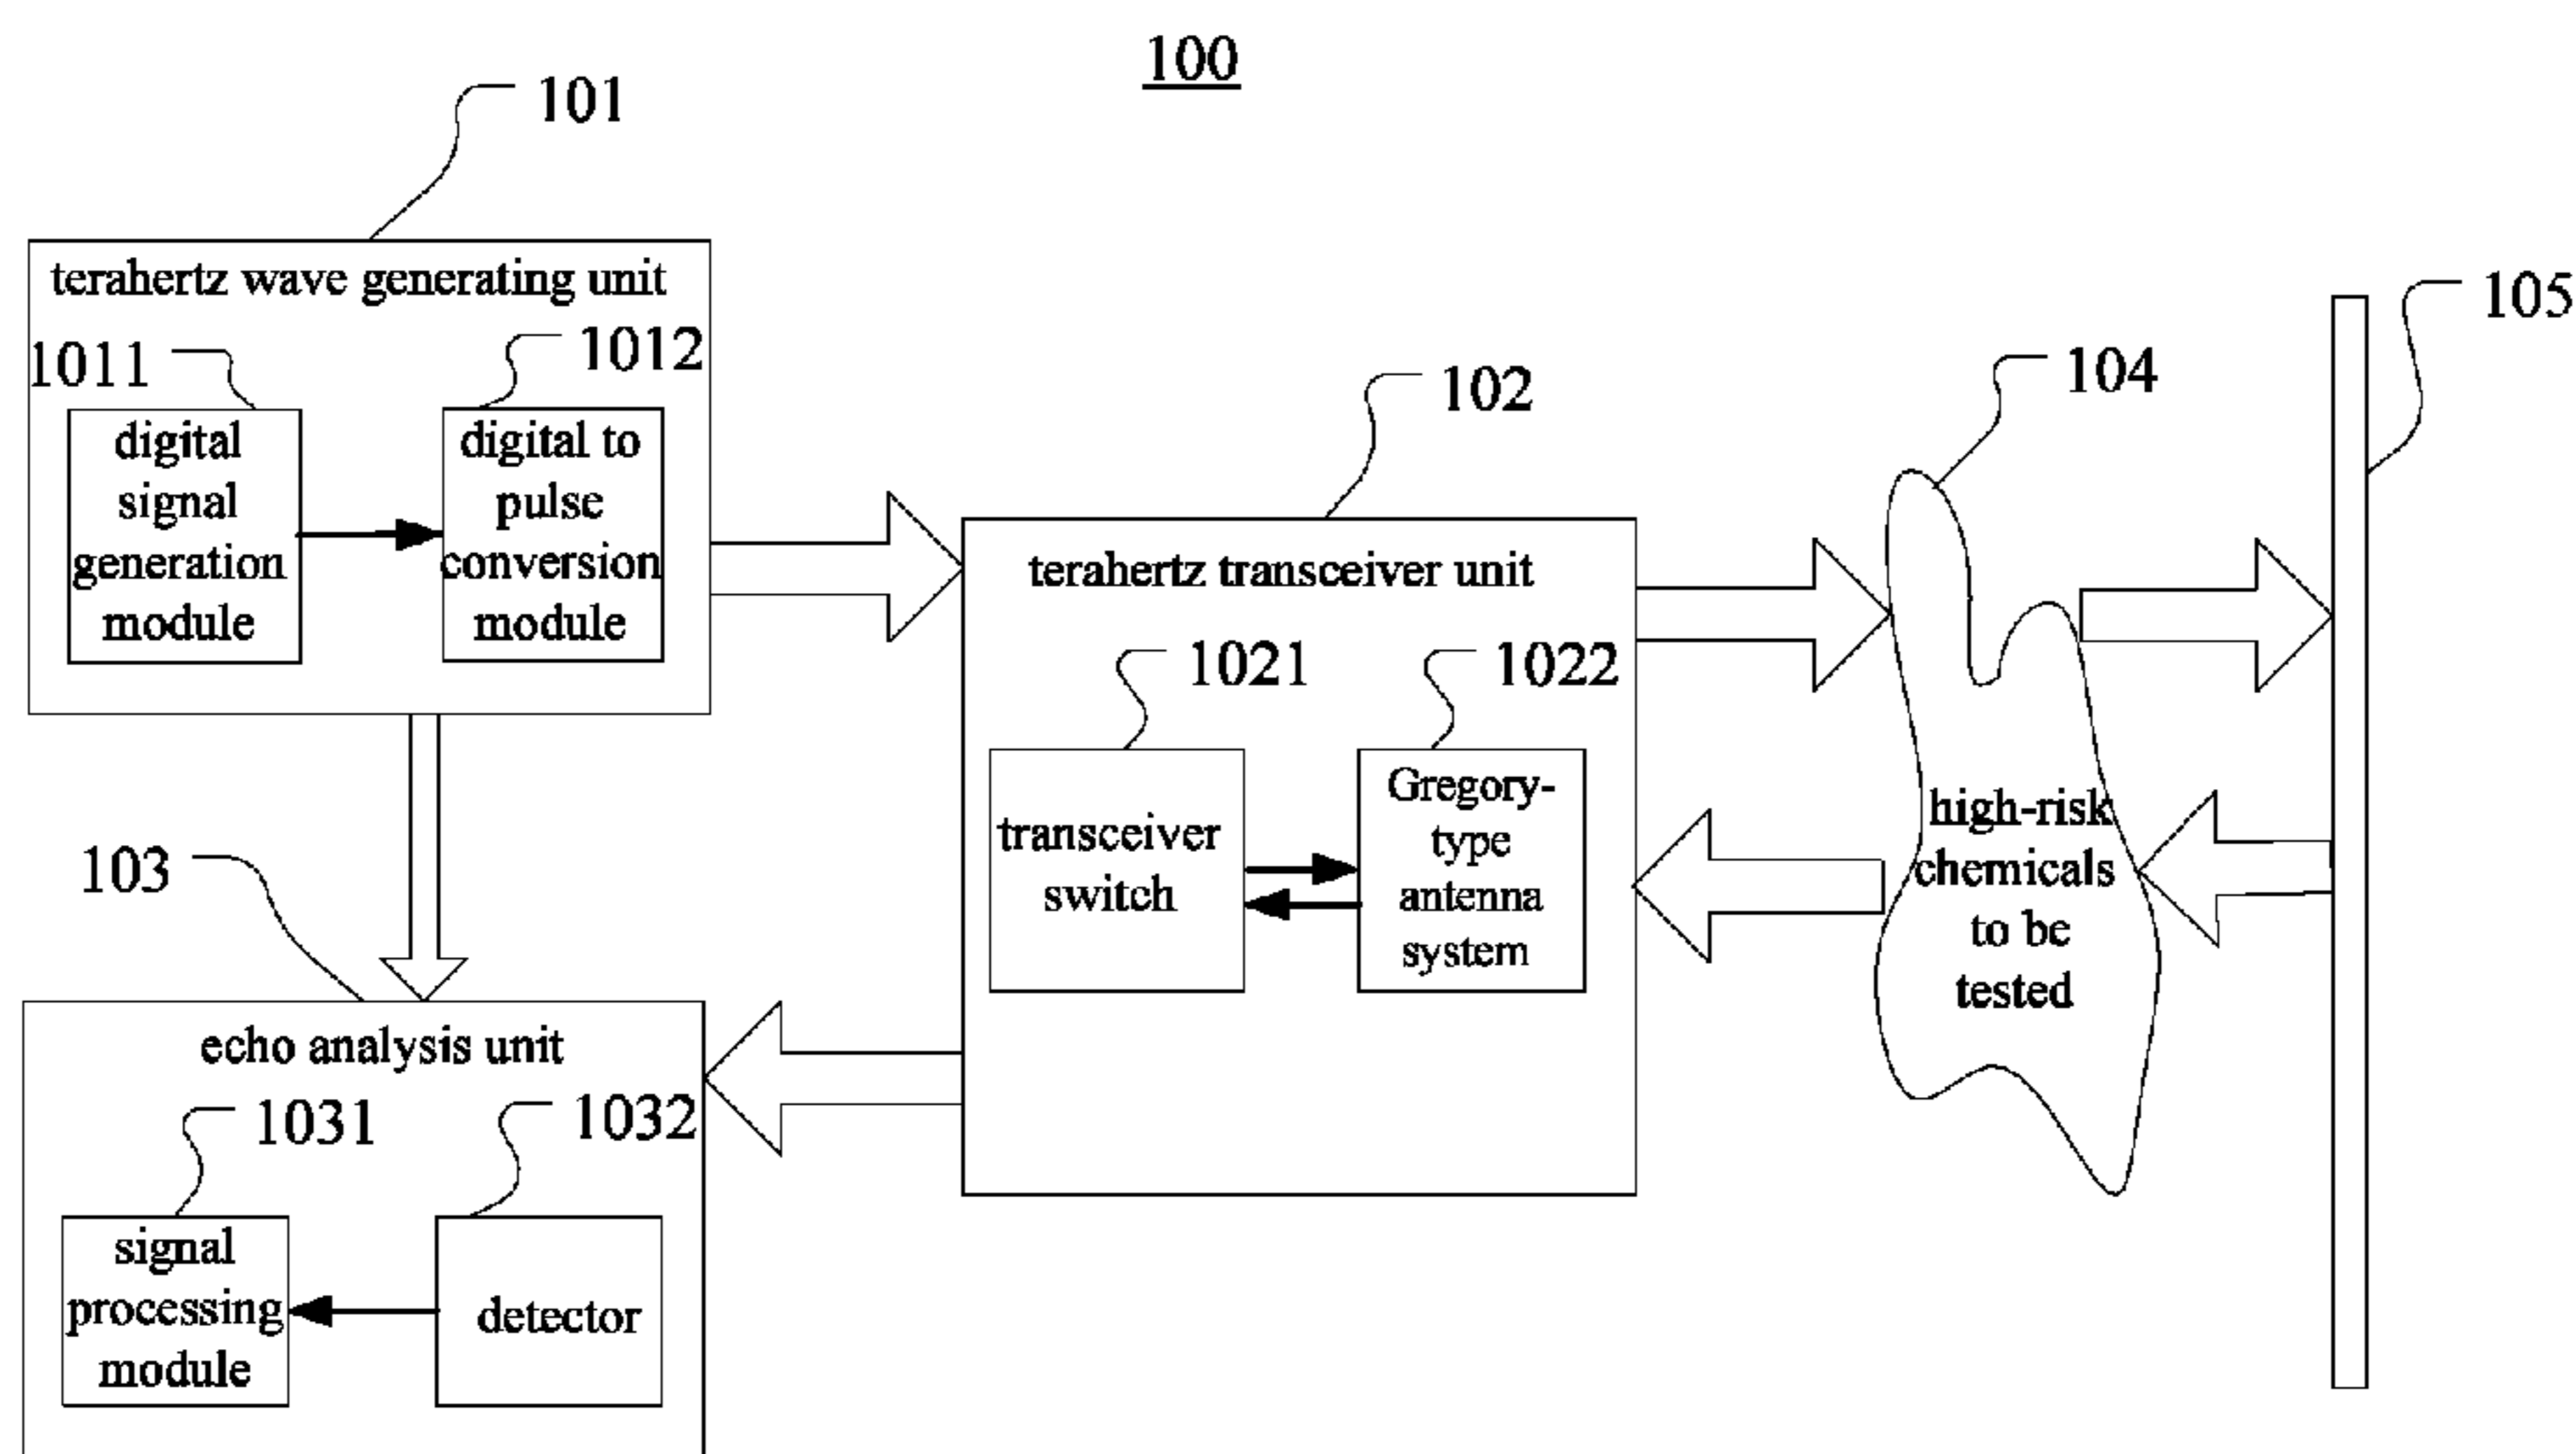 100
101
terahertz wave generating unit
1011
1012
digital
signal
generation
module
digital to
pulse
conversion
module
102
terahertz transceiver unit
1021
1022
transceiver
switch
Gregory-
type
antenna
system
104
high-risk
chemicals
to be
tested
105
103
echo analysis unit
1031
1032
signal
processing
module
detector